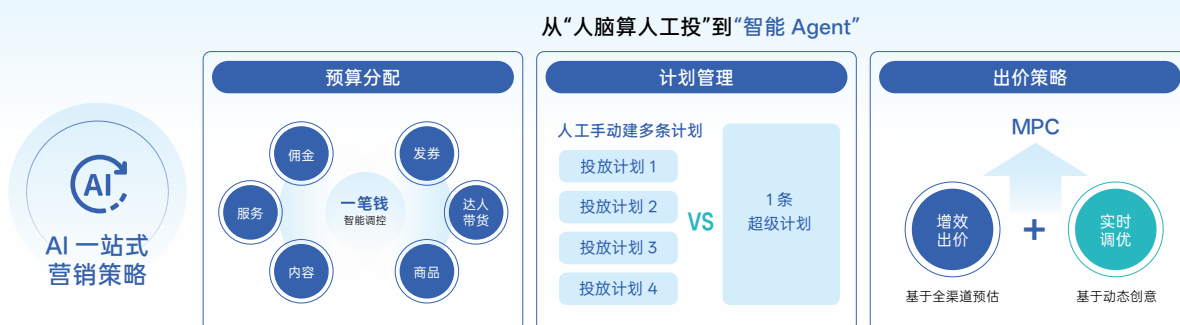 从“人脑算人工投”到“智能 Agent”
AI
AI 一站式
营销策略
预算分配
佣金
发券
服务
一笔钱
智能调控
达人
带货
内容
商品
计划管理
人工手动建多条计划
投放计划 1
投放计划 2
投放计划 3
投放计划 4
VS
1 条
超级计划
出价策略
MPC
增效
出价
+
实时
调优
基于全渠道预估
基于动态创意